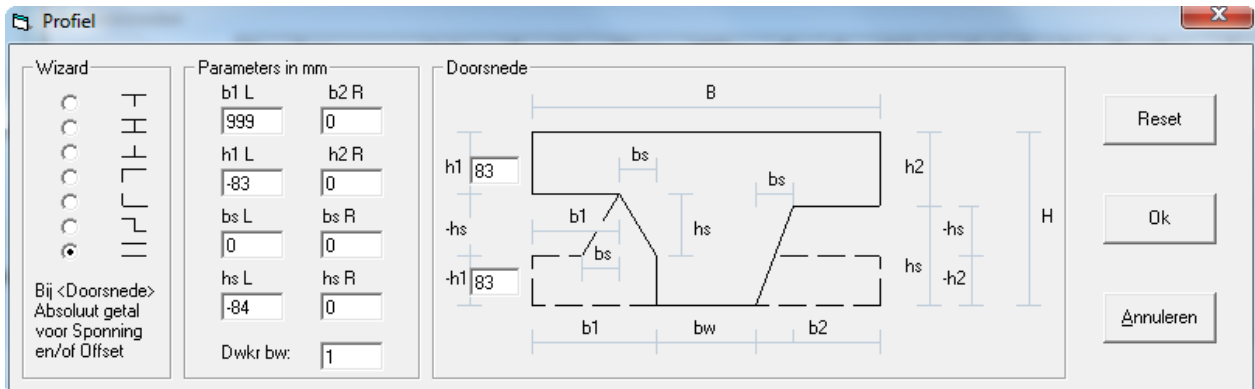 Profiel
Wizard
Bij <Doorsnede>
Absoluut getal
voor Sponning
en/of Offset
Parameters in mm
b1 L b2 R
999 0
h1 L h2 R
-83 0
bs L bs R
0 0
hs L hs R
-84 0
Dwkr bw: 1
Doorsnede
B
h1 83
bs
bs
h2
b1
-hs
hs
-hs
H
bs
hs
-h1 83
-h2
b1 bw b2
Reset
Ok
Annuleren